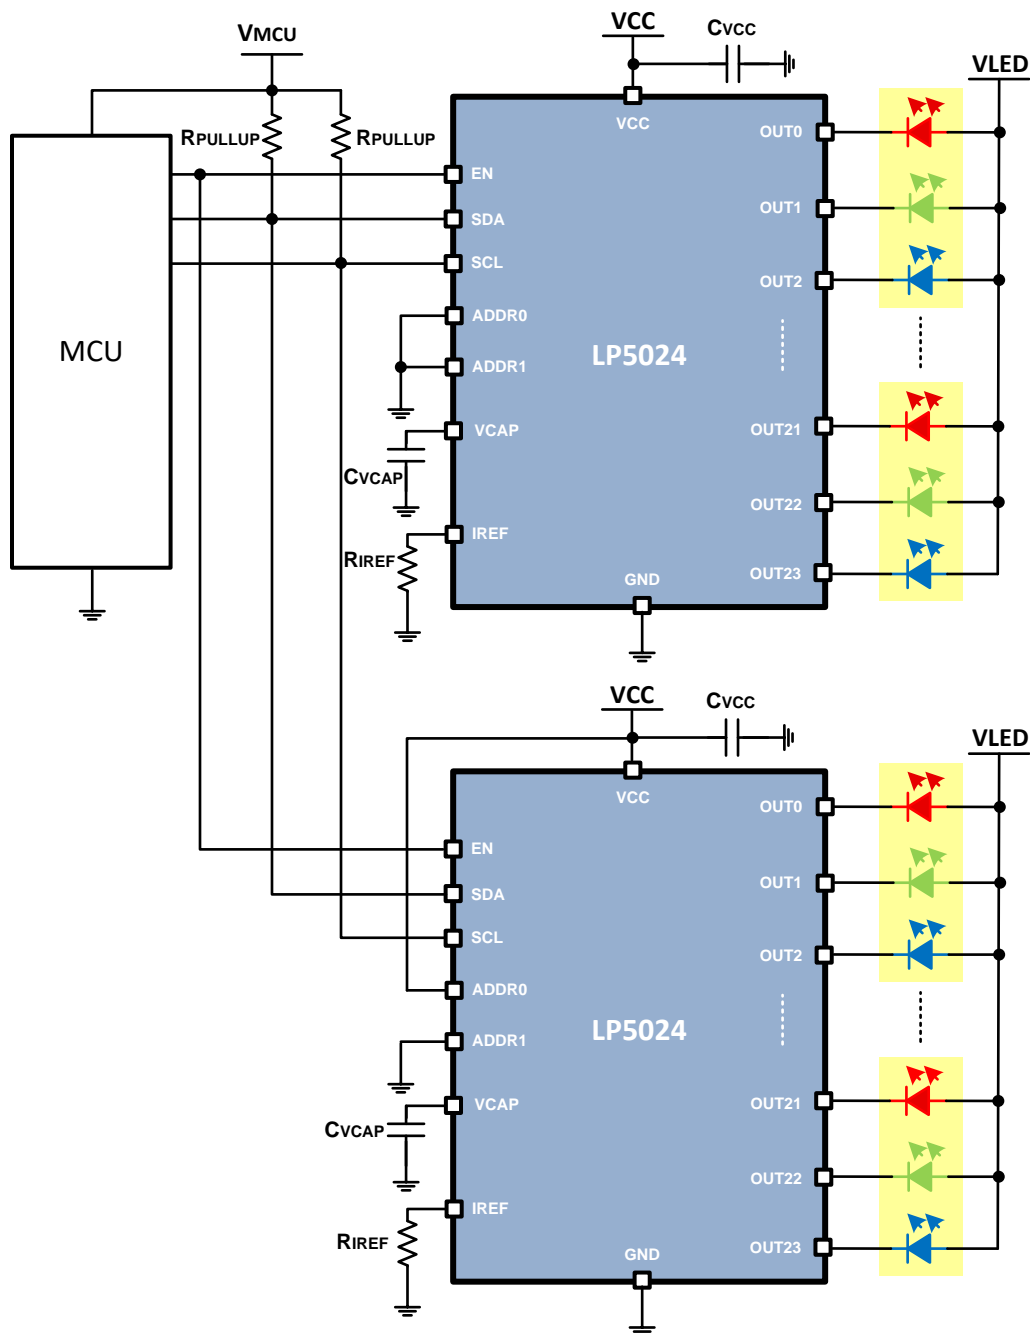 VMCU
VCC
CVCC
VLED
RPULLUP
RPULLUP
VCC
OUT0
EN
SDA
OUT1
SCL
OUT2
ADDR0
MCU
LP5024
ADDR1
VCAP
OUT21
CVCAP
OUT22
IREF
RIREF
GND
OUT23
VCC
CVCC
VLED
VCC
OUT0
EN
OUT1
SDA
SCL
OUT2
ADDR0
LP5024
ADDR1
VCAP
OUT21
CVCAP
OUT22
IREF
RIREF
OUT23
GND